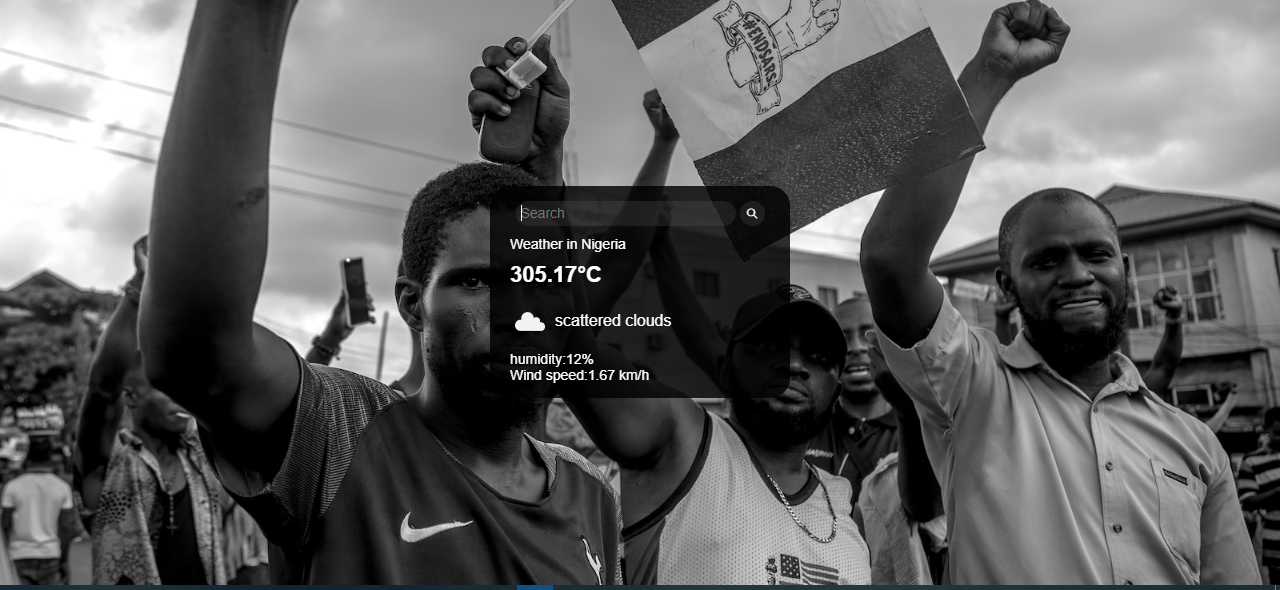 #ENDSARS
Search
Weather in Nigeria
305.17°C
scattered clouds
humidity:12%
Wind speed:1.67 km/h